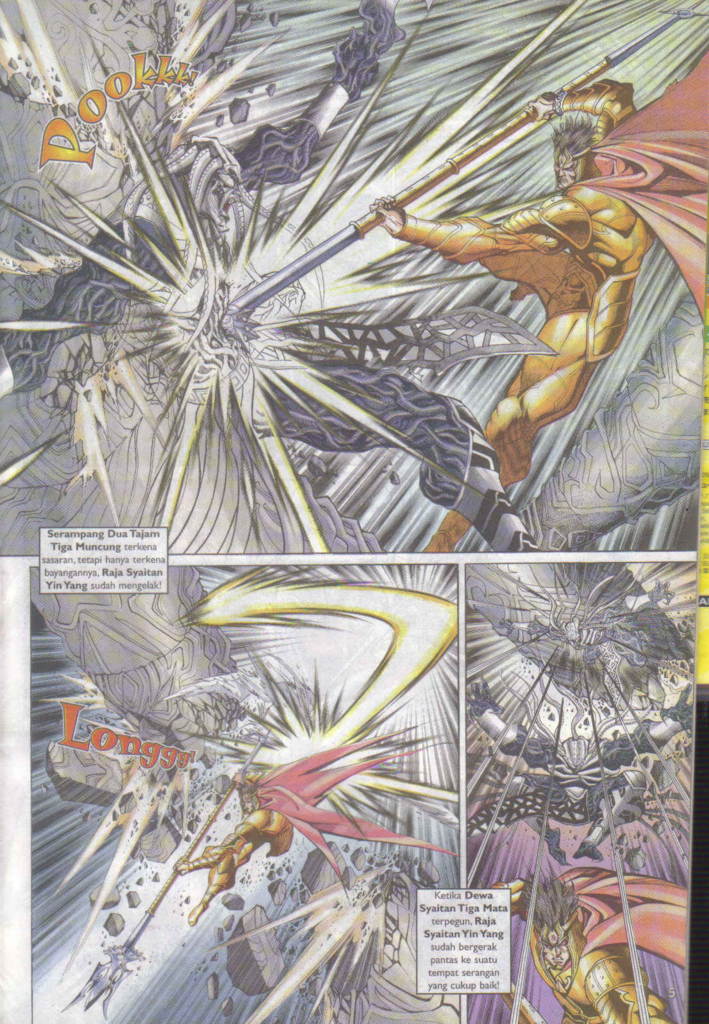 Pookkk
Serampang Dua Tajam
Tiga Muncung terkena
sasaran, tetapi hanya terkena
bayangannya, Raja Syaitan
Yin Yang sudah mengelak!
Longgg!
Ketika Dewa
Syaitan Tiga Mata
terpegun, Raja
Syaitan Yin Yang
sudah bergerak
pantas ke suatu
tempat serangan
yang cukup baik!
5